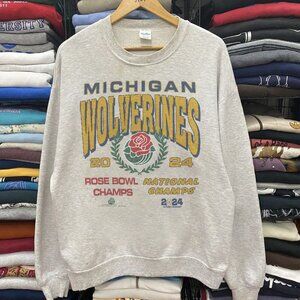 MICHIGAN
WOLVERINES
20 24
ROSE BOWL NATIONAL
CHAMPS CHAMPS
2024